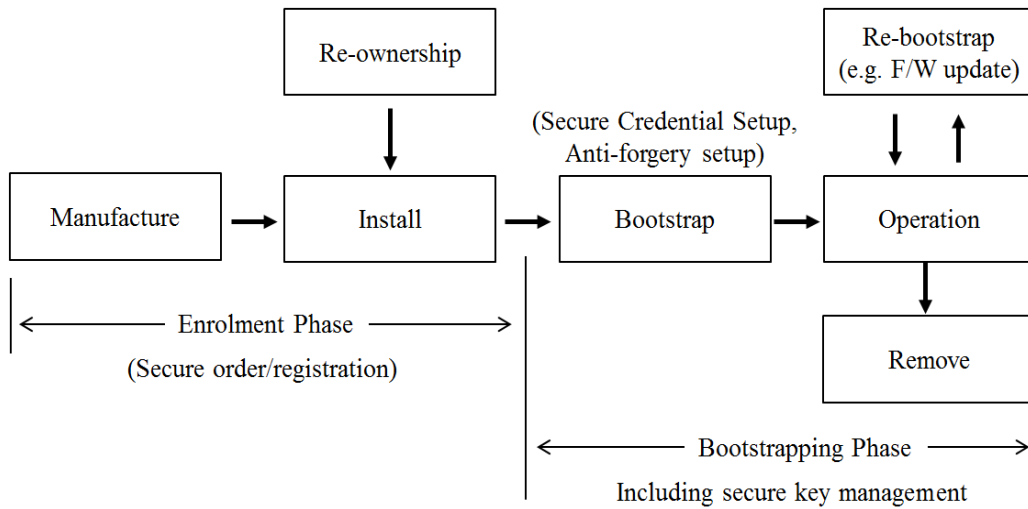 Re-ownership
Re-bootstrap
(e.g. F/W update)
(Secure Credential Setup,
Anti-forgery setup)
Manufacture
Install
Bootstrap
Operation
Enrolment Phase
(Secure order/registration)
Remove
Bootstrapping Phase
Including secure key management